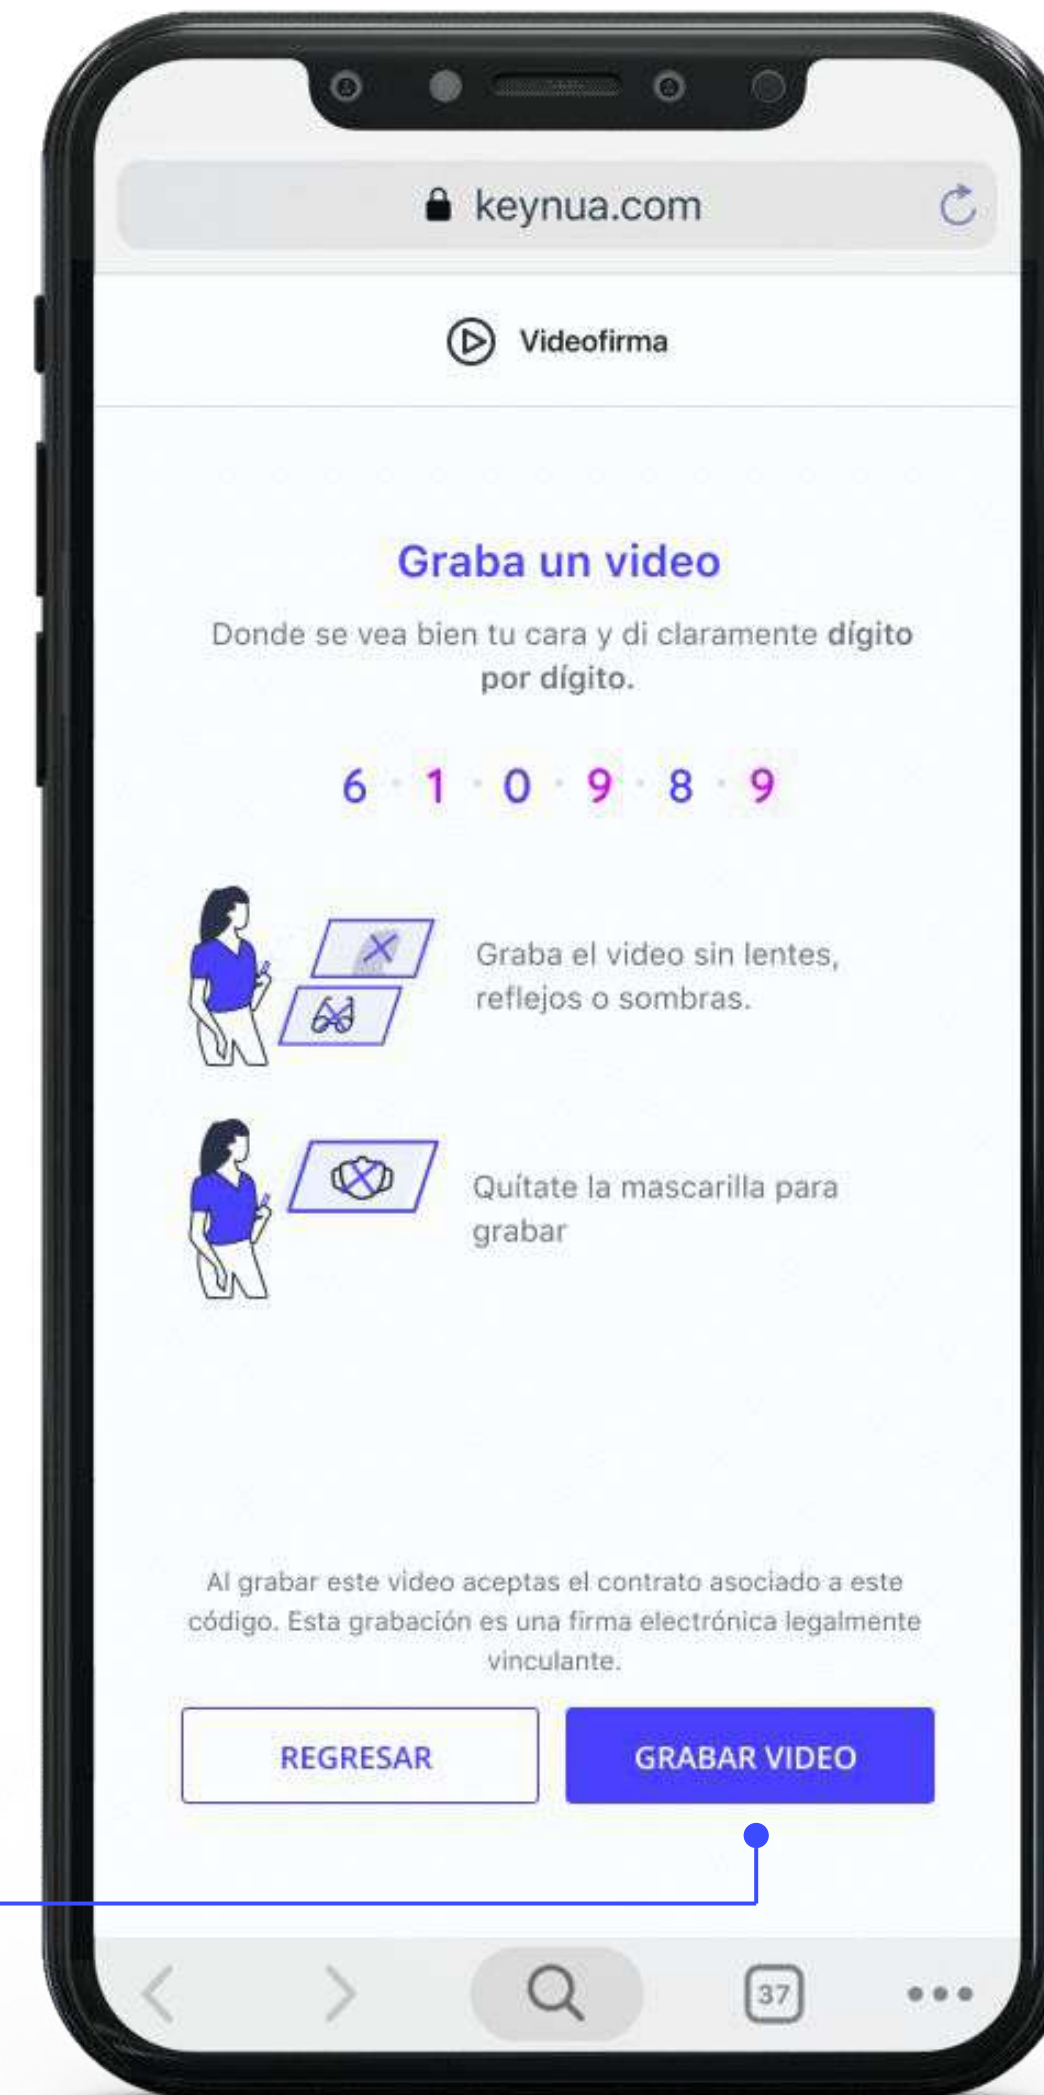 keynua.com
Videofirma
Graba un video
Donde se vea bien tu cara y di claramente dígito
por dígito.
6 · 1 · 0 · 9 · 8 · 9
Graba el video sin lentes,
reflejos o sombras.
Quítate la mascarilla para
grabar
Al grabar este video aceptas el contrato asociado a este
código. Esta grabación es una firma electrónica legalmente
vinculante.
REGRESAR
GRABAR VIDEO
37